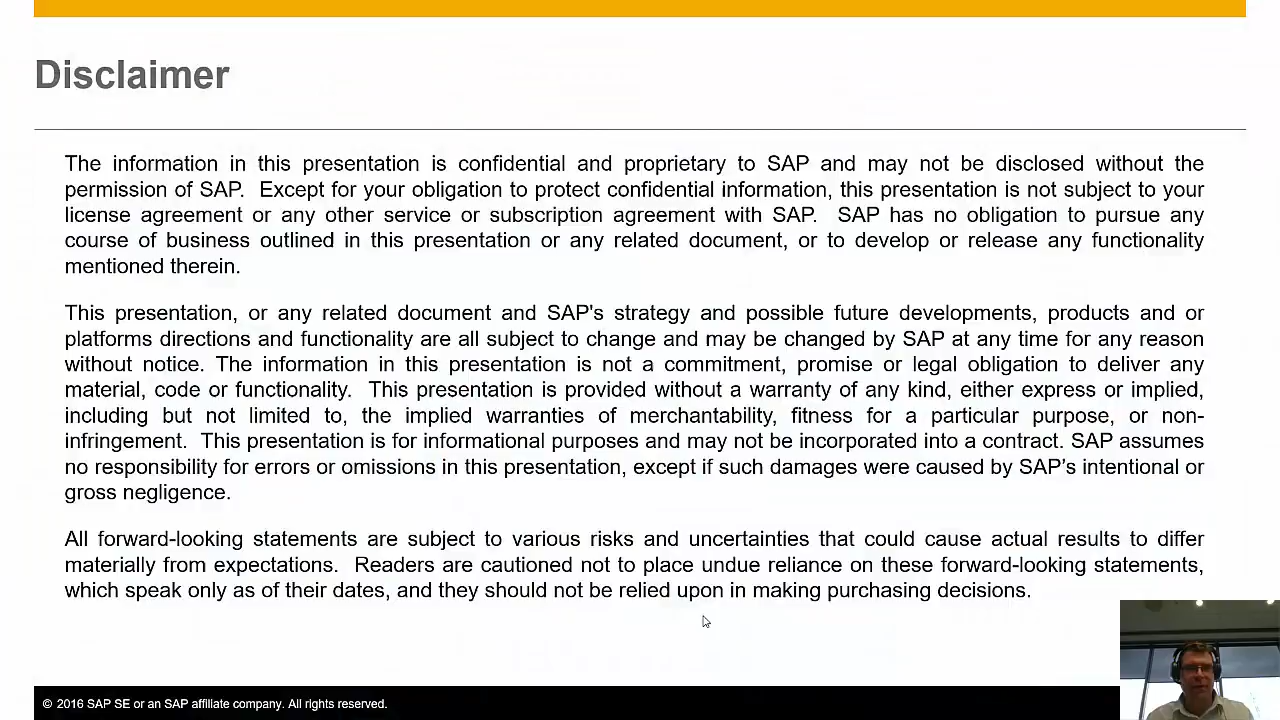 Disclaimer
The information in this presentation is confidential and proprietary to SAP and may not be disclosed without the
permission of SAP.  Except for your obligation to protect confidential information, this presentation is not subject to your
license agreement or any other service or subscription agreement with SAP.  SAP has no obligation to pursue any
course of business outlined in this presentation or any related document, or to develop or release any functionality
mentioned therein.
This presentation, or any related document and SAP's strategy and possible future developments, products and or
platforms directions and functionality are all subject to change and may be changed by SAP at any time for any reason
without notice. The information in this presentation is not a commitment, promise or legal obligation to deliver any
material, code or functionality.  This presentation is provided without a warranty of any kind, either express or implied,
including but not limited to, the implied warranties of merchantability, fitness for a particular purpose, or non-
infringement.  This presentation is for informational purposes and may not be incorporated into a contract. SAP assumes
no responsibility for errors or omissions in this presentation, except if such damages were caused by SAP’s intentional or
gross negligence.
All forward-looking statements are subject to various risks and uncertainties that could cause actual results to differ
materially from expectations.  Readers are cautioned not to place undue reliance on these forward-looking statements,
which speak only as of their dates, and they should not be relied upon in making purchasing decisions.
© 2016 SAP SE or an SAP affiliate company. All rights reserved.